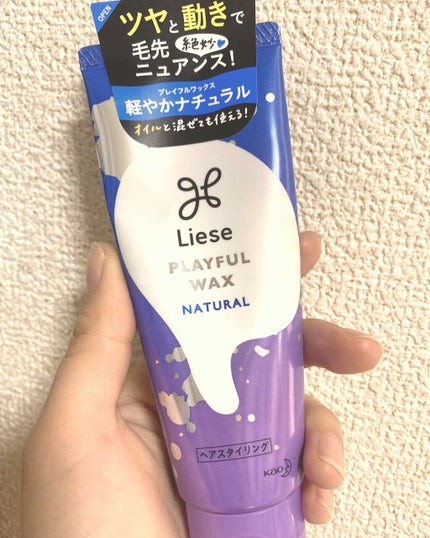 OPEN
ツヤと動きで
毛先絶妙♥
ニュアンス!
プレイフルワックス
軽やかナチュラル
オイルと混ぜても使える!
Liese
PLAYFUL
WAX
NATURAL
ヘアスタイリング
Kao